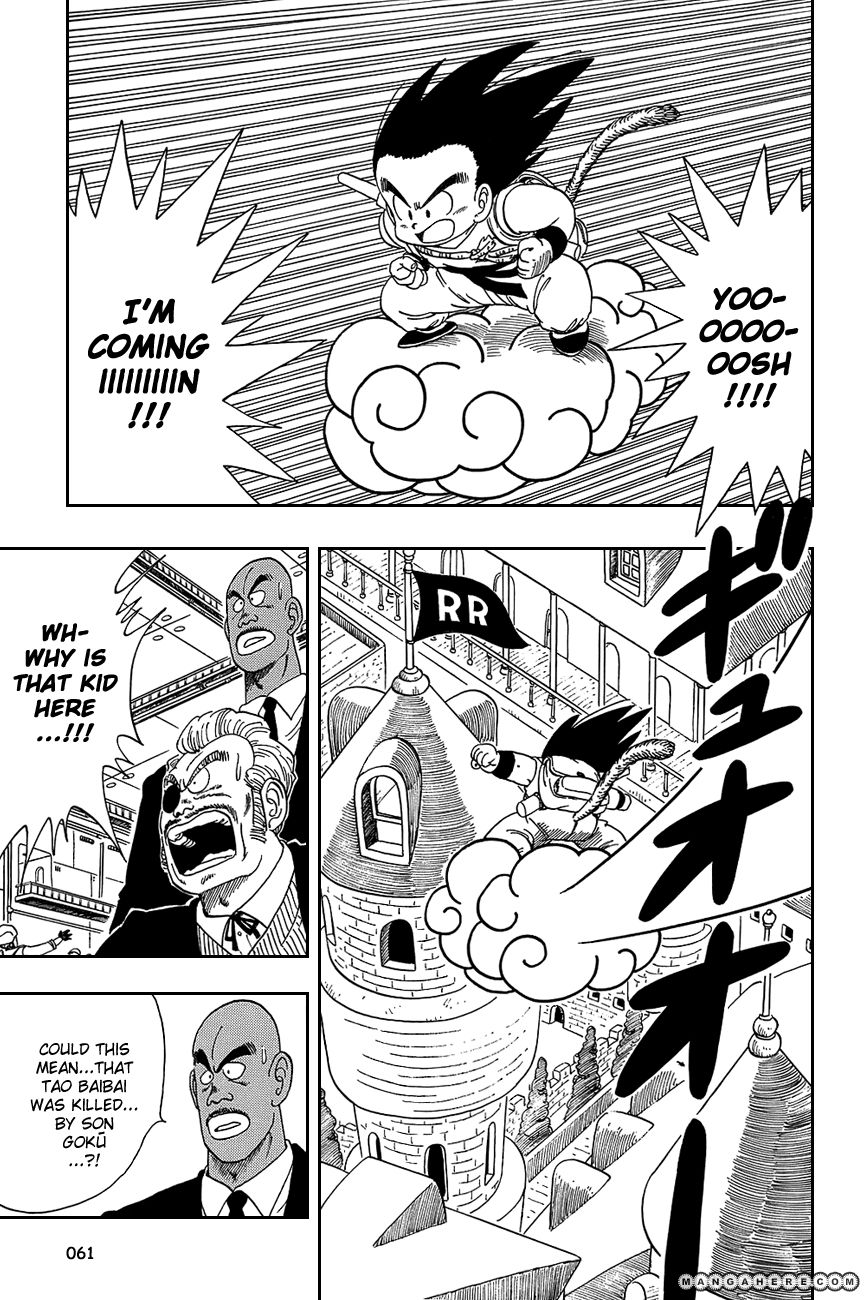 YOO-
OOOO-
OOSH
!!!!
I'M
COMING
IIIIIIIIIN
!!!
RR
ギュオオーー
WH-
WHY IS
THAT KID
HERE
...!!!
COULD THIS
MEAN...THAT
TAO BAIBAI
WAS KILLED...
BY SON
GOKŪ
...?!
061
MANGAHERE.COM